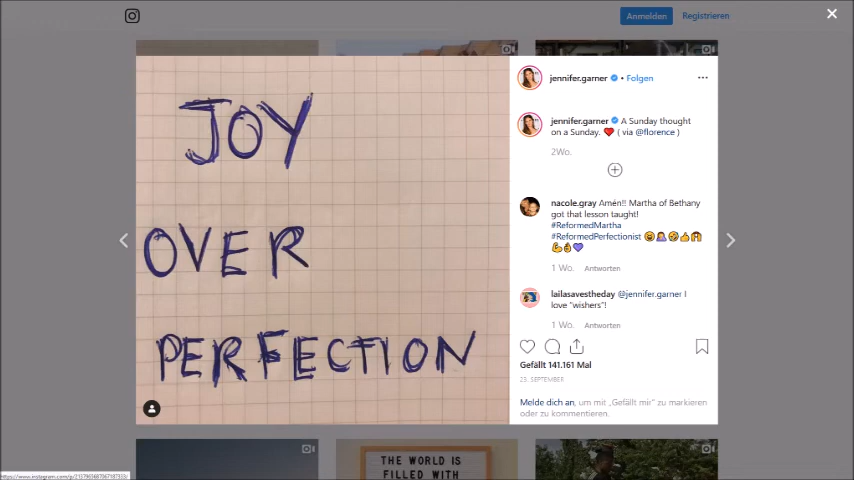 Anmelden Registrieren
JOY
OVER
PERFECTION
jennifer.garner • Folgen
jennifer.garner A Sunday thought
on a Sunday. ❤️ ( via @florence )
2Wo.
nacole.gray Amén!! Martha of Bethany
got that lesson taught!
#ReformedMartha
#ReformedPerfectionist
1 Wo. Antworten
lailasavestheday @jennifer.garner I
love "wishers"!
1 Wo. Antworten
Gefällt 141.161 Mal
23. SEPTEMBER
Melde dich an, um mit „Gefällt mir“ zu markieren
oder zu kommentieren.
THE WORLD IS
FILLED WITH